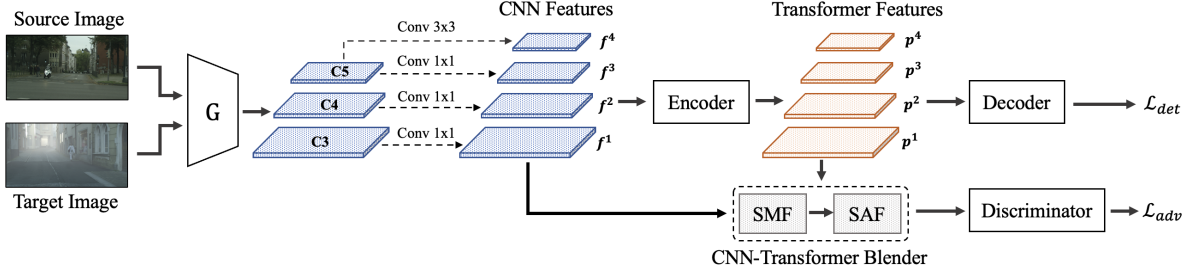 Source Image
Target Image
G
C5
C4
C3
Conv 3x3
Conv 1x1
Conv 1x1
Conv 1x1
CNN Features
f⁴
f³
f²
f¹
Encoder
Transformer Features
p⁴
p³
p²
p¹
Decoder
ℒdet
SMF
SAF
CNN-Transformer Blender
Discriminator
ℒadv